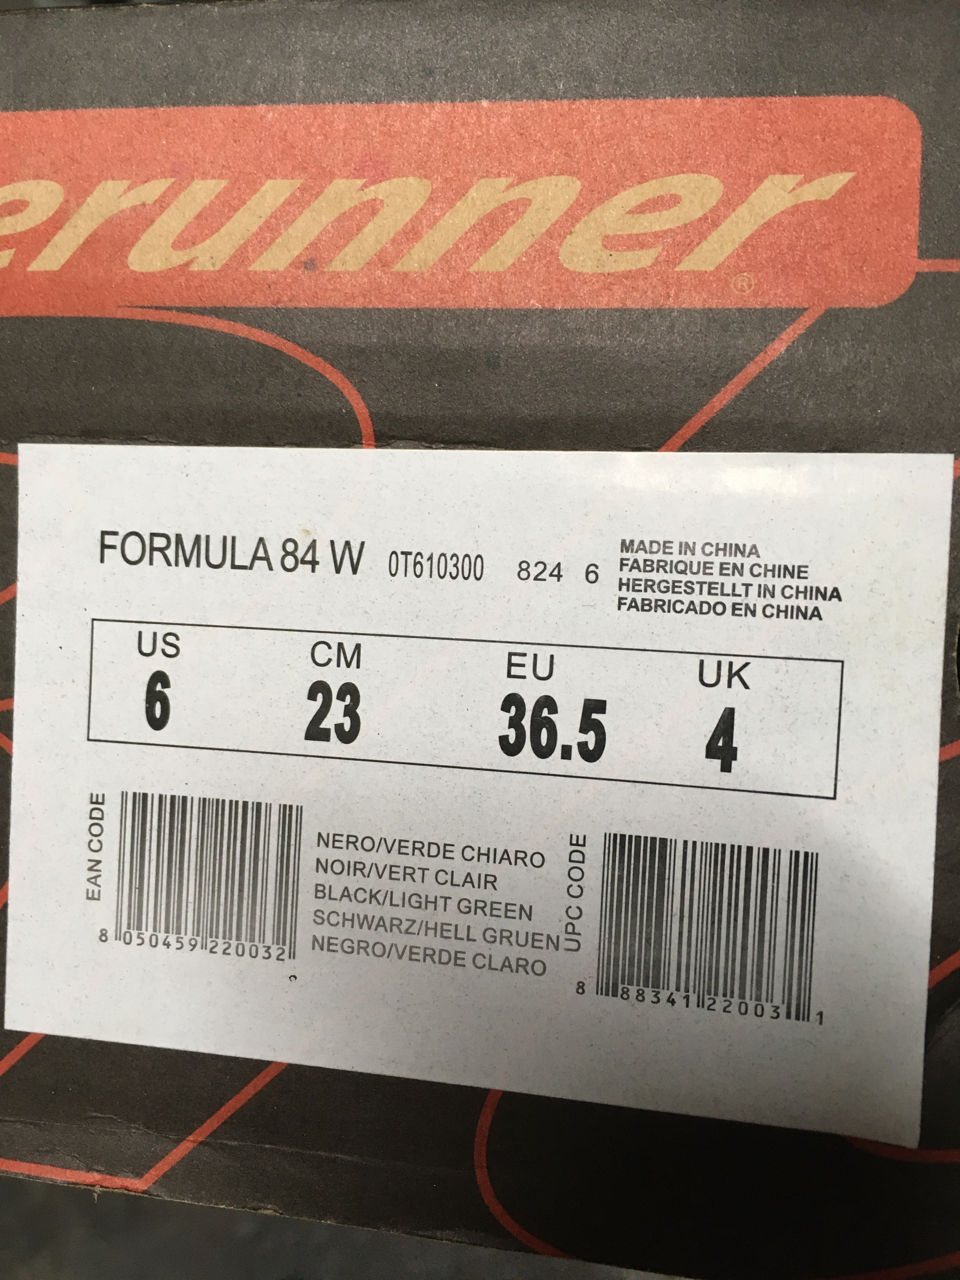 erunner
®
FORMULA 84 W 0T610300 824 6
MADE IN CHINA
FABRIQUE EN CHINE
HERGESTELLT IN CHINA
FABRICADO EN CHINA
US CM EU UK
6 23 36.5 4
EAN CODE
8 050459 220032
NERO/VERDE CHIARO
NOIR/VERT CLAIR
BLACK/LIGHT GREEN
SCHWARZ/HELL GRUEN
NEGRO/VERDE CLARO
UPC CODE
8 88341 22003 1